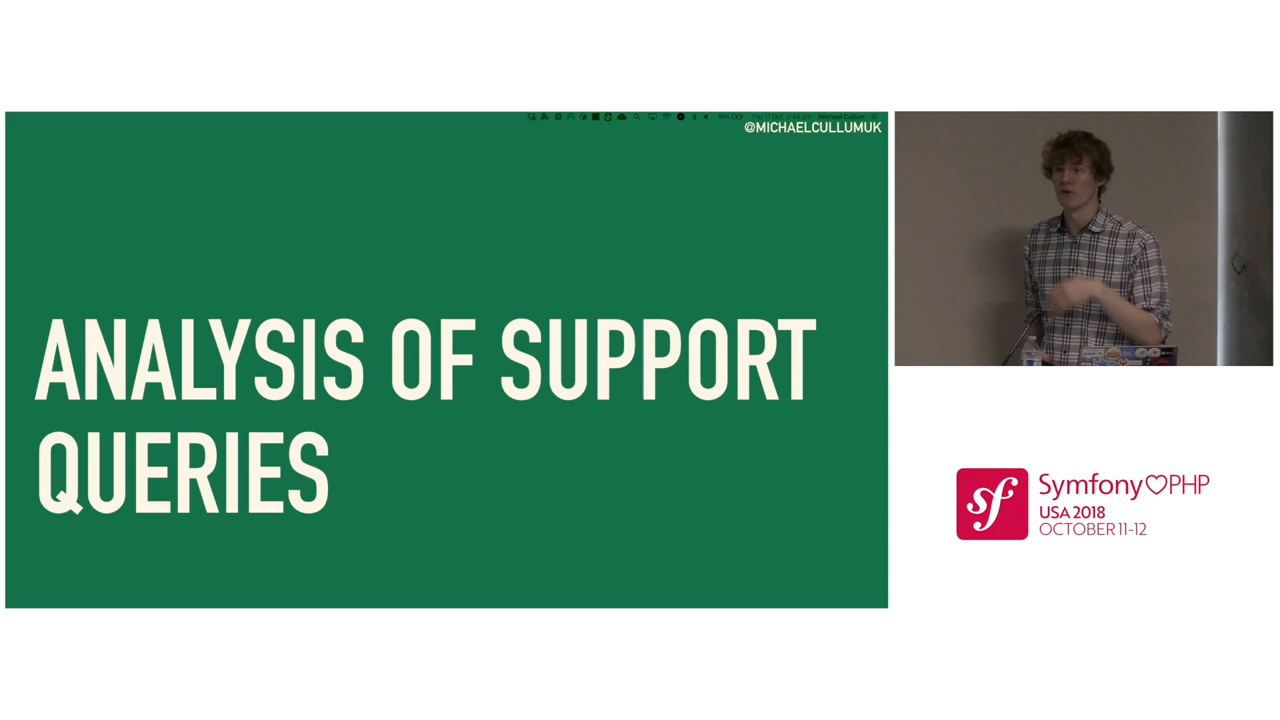 @MICHAELCULLUMUK
ANALYSIS OF SUPPORT
QUERIES
Symfony PHP
USA 2018
OCTOBER 11-12